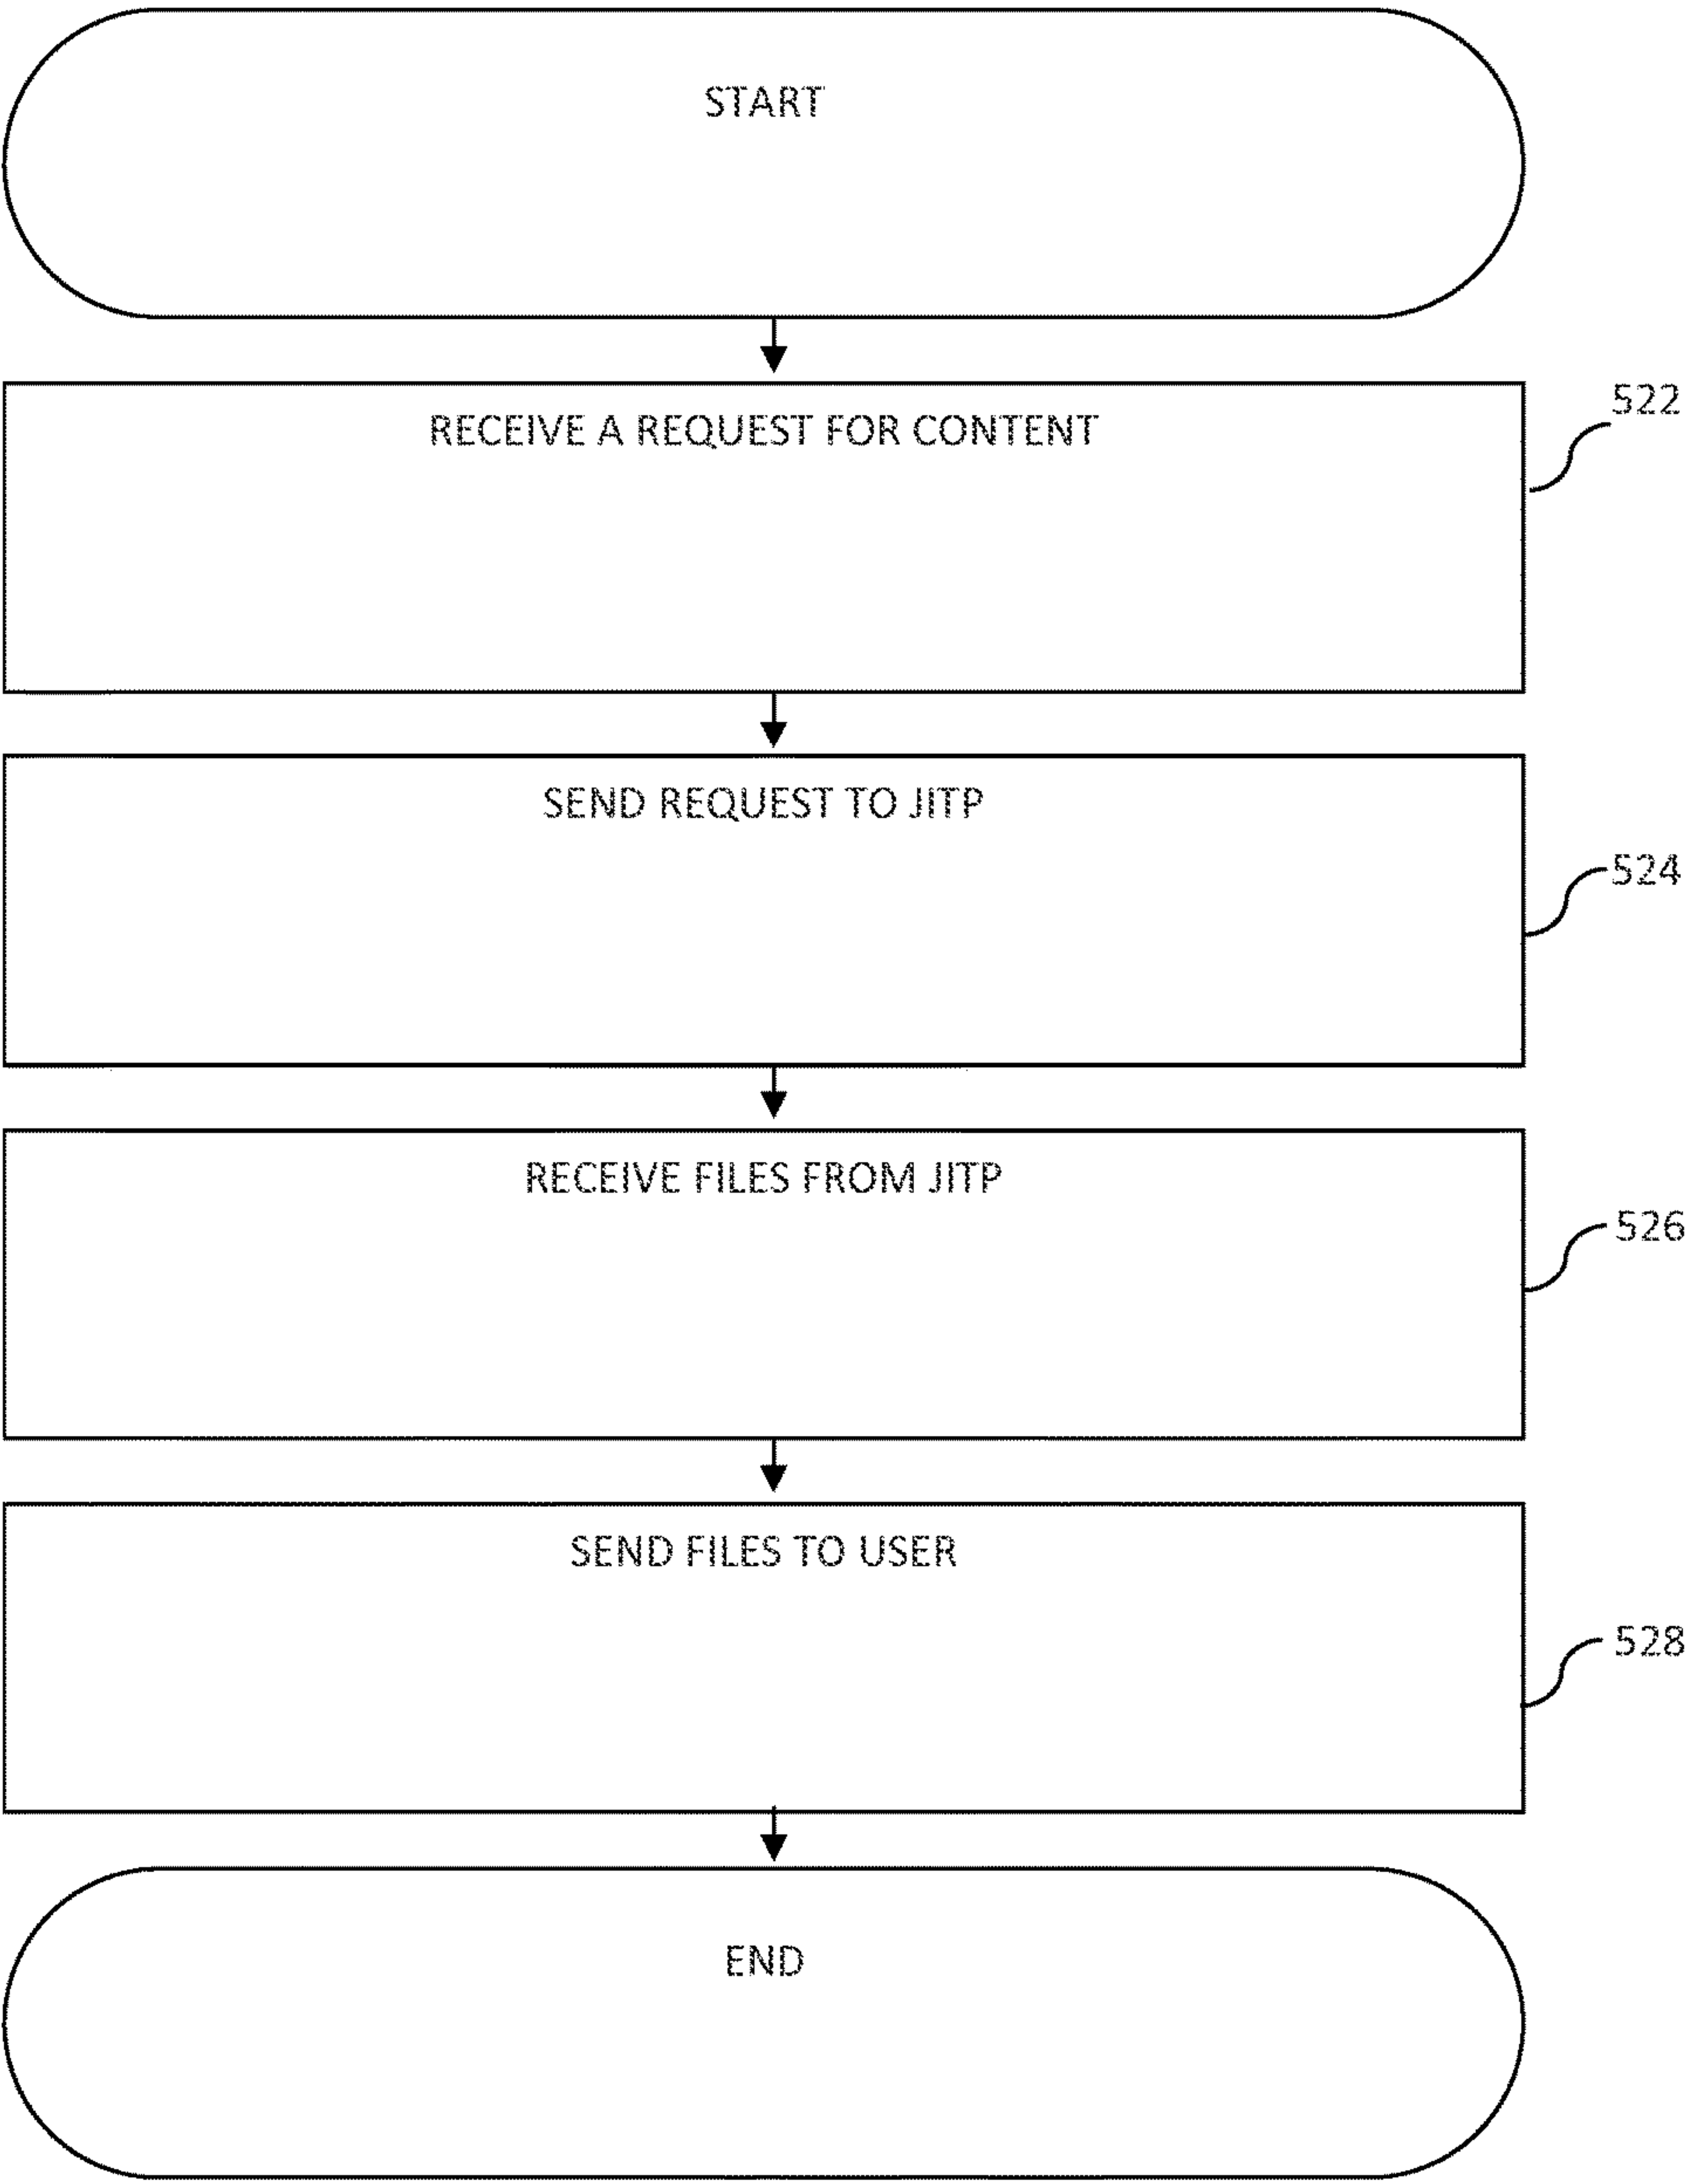 START
RECEIVE A REQUEST FOR CONTENT
522
SEND REQUEST TO JITP
524
RECEIVE FILES FROM JITP
526
SEND FILES TO USER
528
END